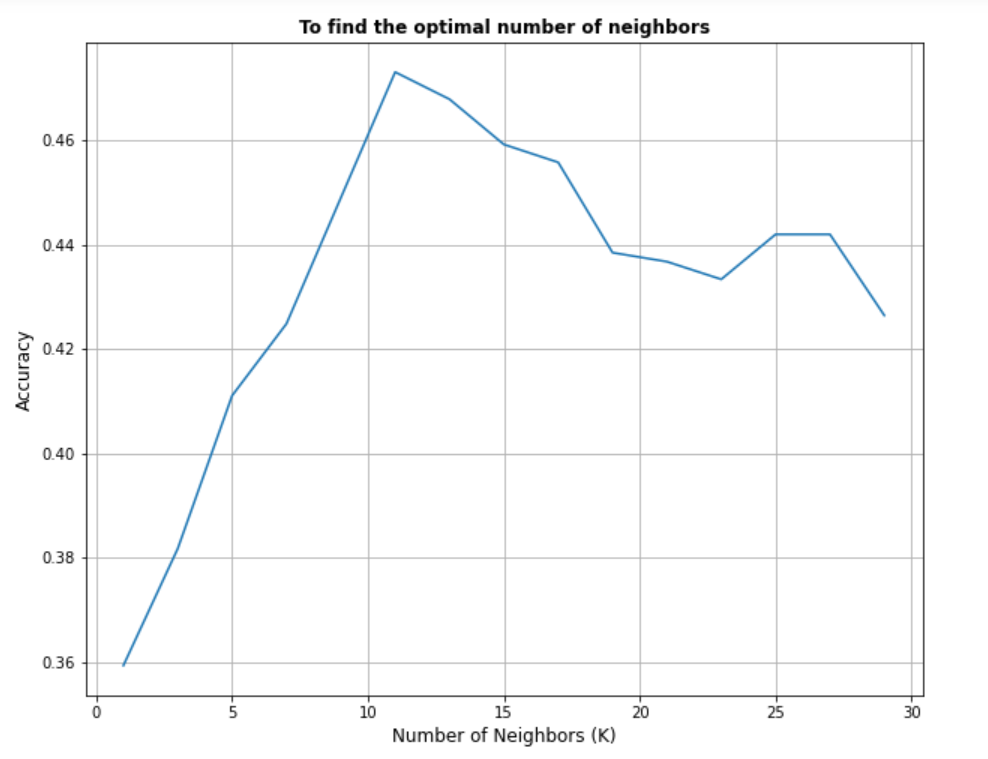 To find the optimal number of neighbors
0.46
0.44
0.42
0.40
0.38
0.36
Accuracy
0 5 10 15 20 25 30
Number of Neighbors (K)